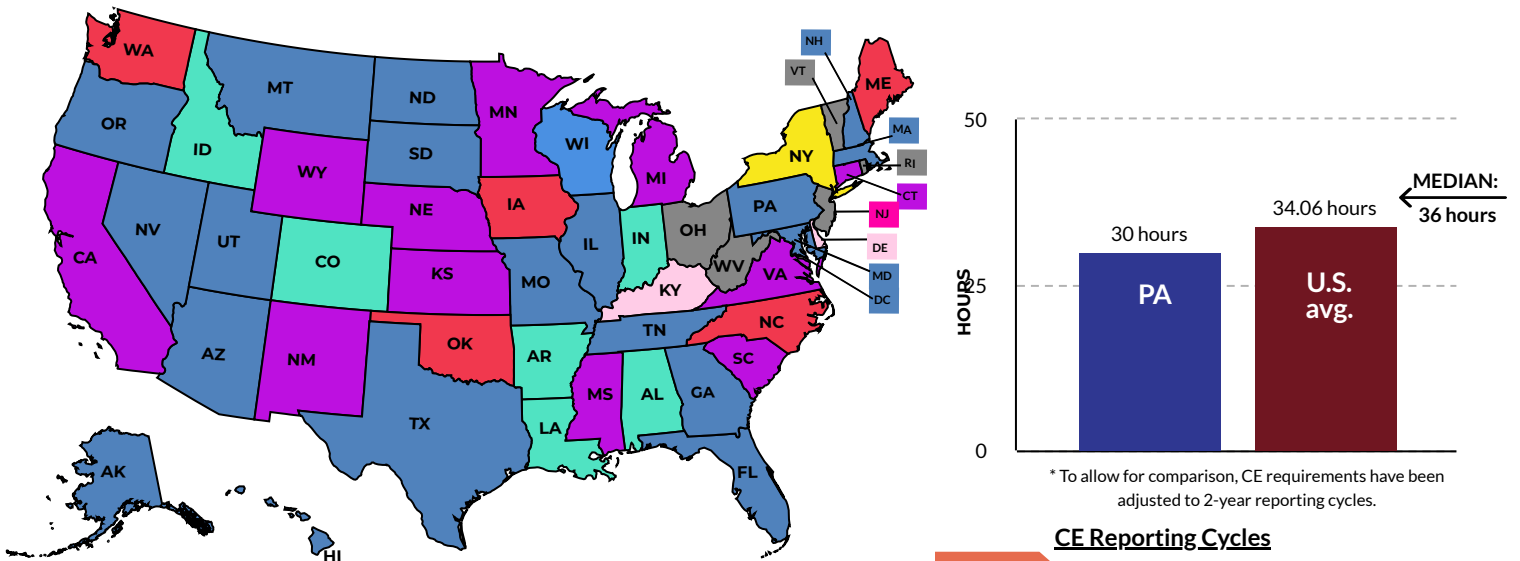 WA
MT
ND
MN
OR
ID
SD
WI
WY
MI
NY
ME
NH
VT
MA
RI
CT
NJ
DE
MD
DC
NE
IA
PA
NV
UT
IL
IN
OH
CA
CO
KS
MO
WV
VA
KY
AZ
NM
OK
AR
TN
NC
SC
MS
AL
GA
TX
LA
FL
AK
HI
50
25
0
HOURS
30 hours
PA
34.06 hours
U.S.
avg.
MEDIAN:
36 hours
* To allow for comparison, CE requirements have been
adjusted to 2-year reporting cycles.
CE Reporting Cycles